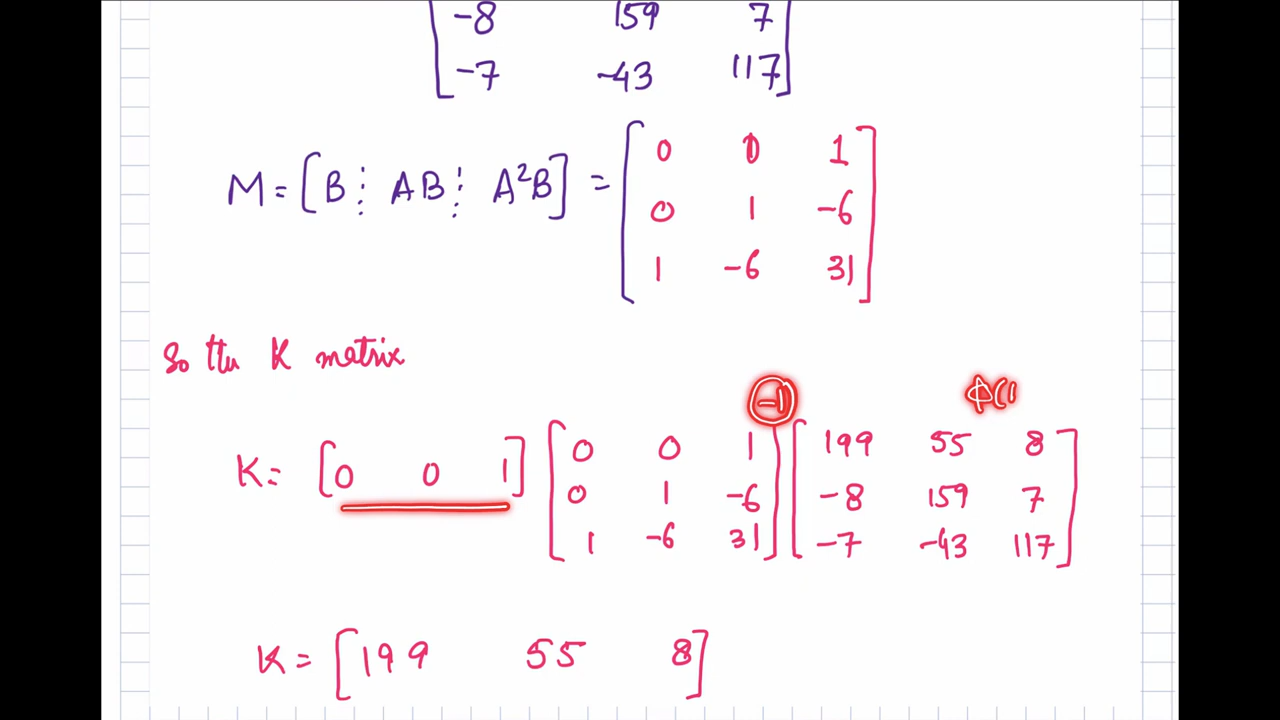 -8 159 7
-7 -43 117
M = [B ⋮ AB ⋮ A²B] = [0 0 1
0 1 -6
1 -6 31]
So the K matrix
K = [0 0 1] [0 0 1
0 1 -6
1 -6 31]⁻¹ [199 55 8
-8 159 7
-7 -43 117]
ϕ(
K = [199 55 8]